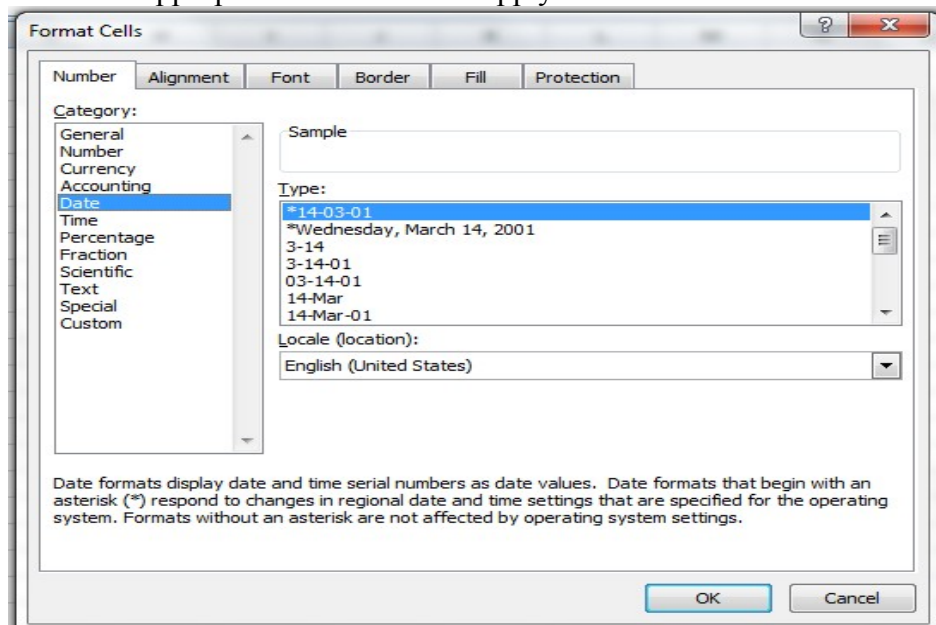 Format Cells
Number Alignment Font Border Fill Protection
Category:
General
Number
Currency
Accounting
Date
Time
Percentage
Fraction
Scientific
Text
Special
Custom
Sample
Type:
*14-03-01
*Wednesday, March 14, 2001
3-14
3-14-01
03-14-01
14-Mar
14-Mar-01
Locale (location):
English (United States)
Date formats display date and time serial numbers as date values. Date formats that begin with an
asterisk (*) respond to changes in regional date and time settings that are specified for the operating
system. Formats without an asterisk are not affected by operating system settings.
OK Cancel